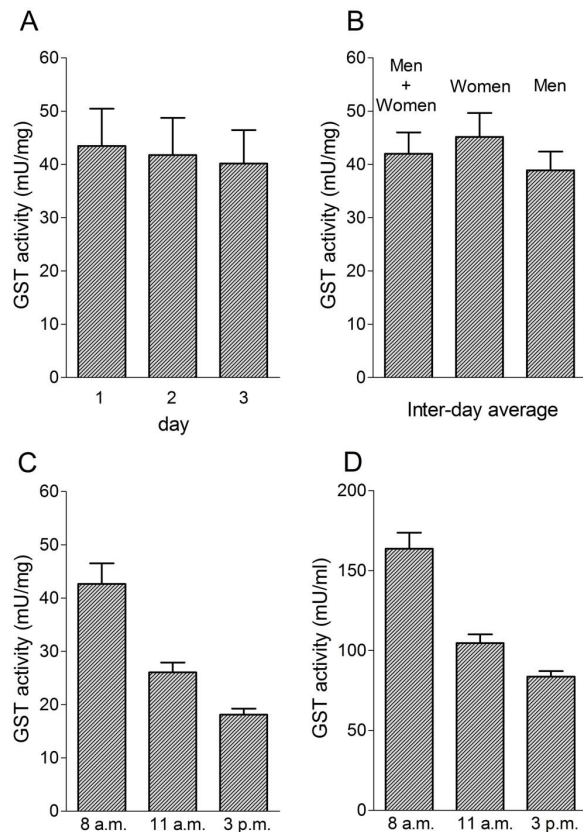 A
GST activity (mU/mg)
60
50
40
30
20
10
0
1 2 3
day
B
GST activity (mU/mg)
60
50
40
30
20
10
0
Men
+
Women
Women
Men
Inter-day average
C
GST activity (mU/mg)
60
50
40
30
20
10
0
8 a.m. 11 a.m. 3 p.m.
D
GST activity (mU/ml)
200
150
100
50
0
8 a.m. 11 a.m. 3 p.m.